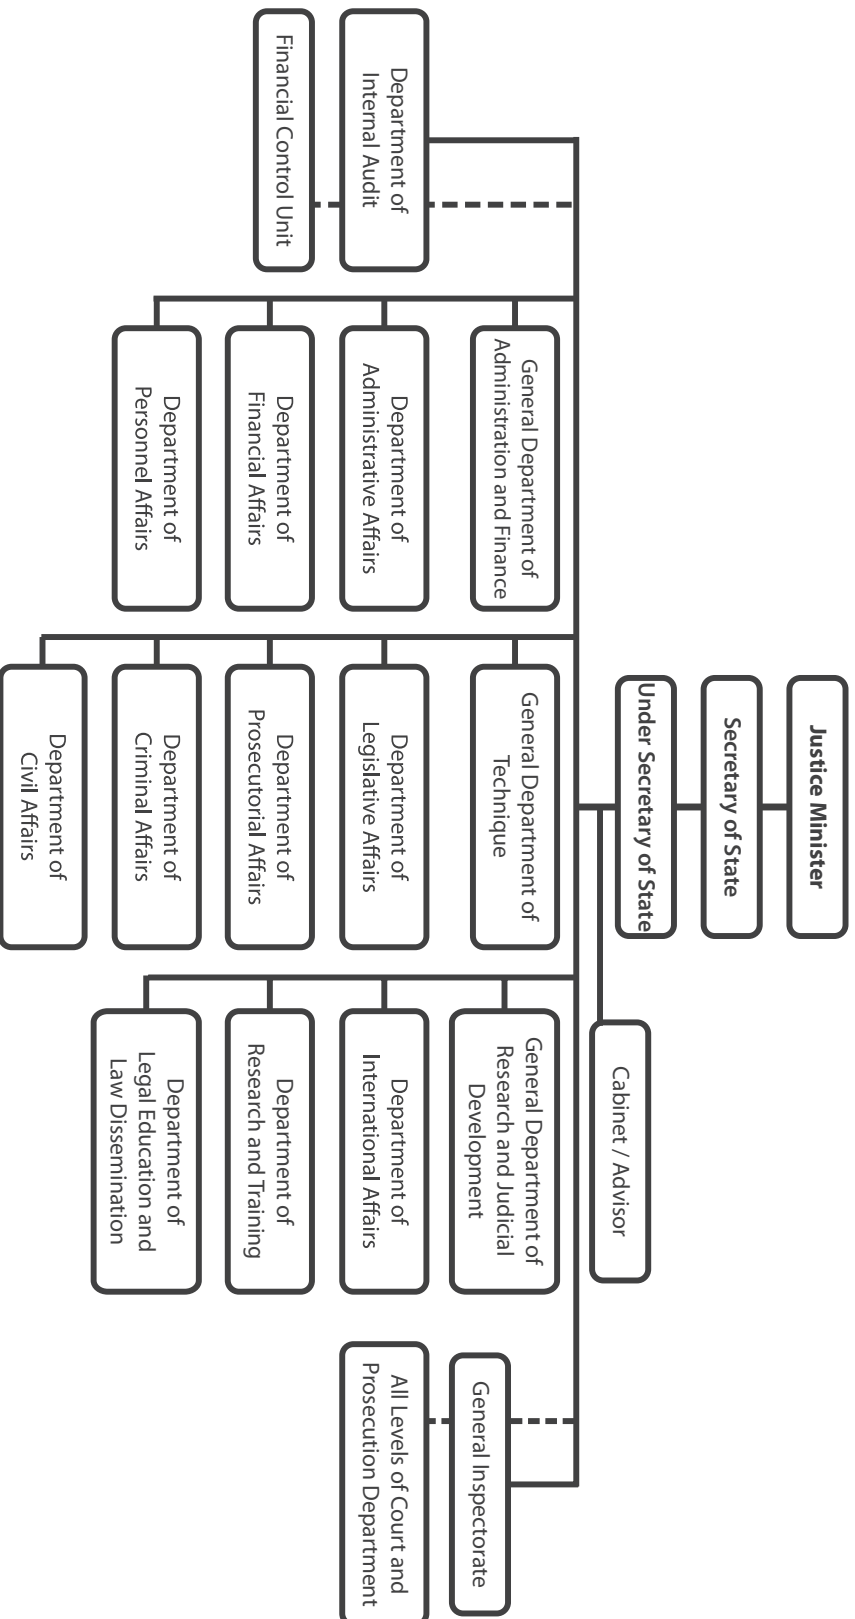 Justice Minister
Secretary of State
Under Secretary of State
Cabinet / Advisor
Department of
Internal Audit
Financial Control Unit
General Department of
Administration and Finance
Department of
Administrative Affairs
Department of
Financial Affairs
Department of
Personnel Affairs
General Department of
Technique
Department of
Legislative Affairs
Department of
Prosecutorial Affairs
Department of
Criminal Affairs
Department of
Civil Affairs
General Department of
Research and Judicial
Development
Department of
International Affairs
Department of
Research and Training
Department of
Legal Education and
Law Dissemination
General Inspectorate
All Levels of Court and
Prosecution Department